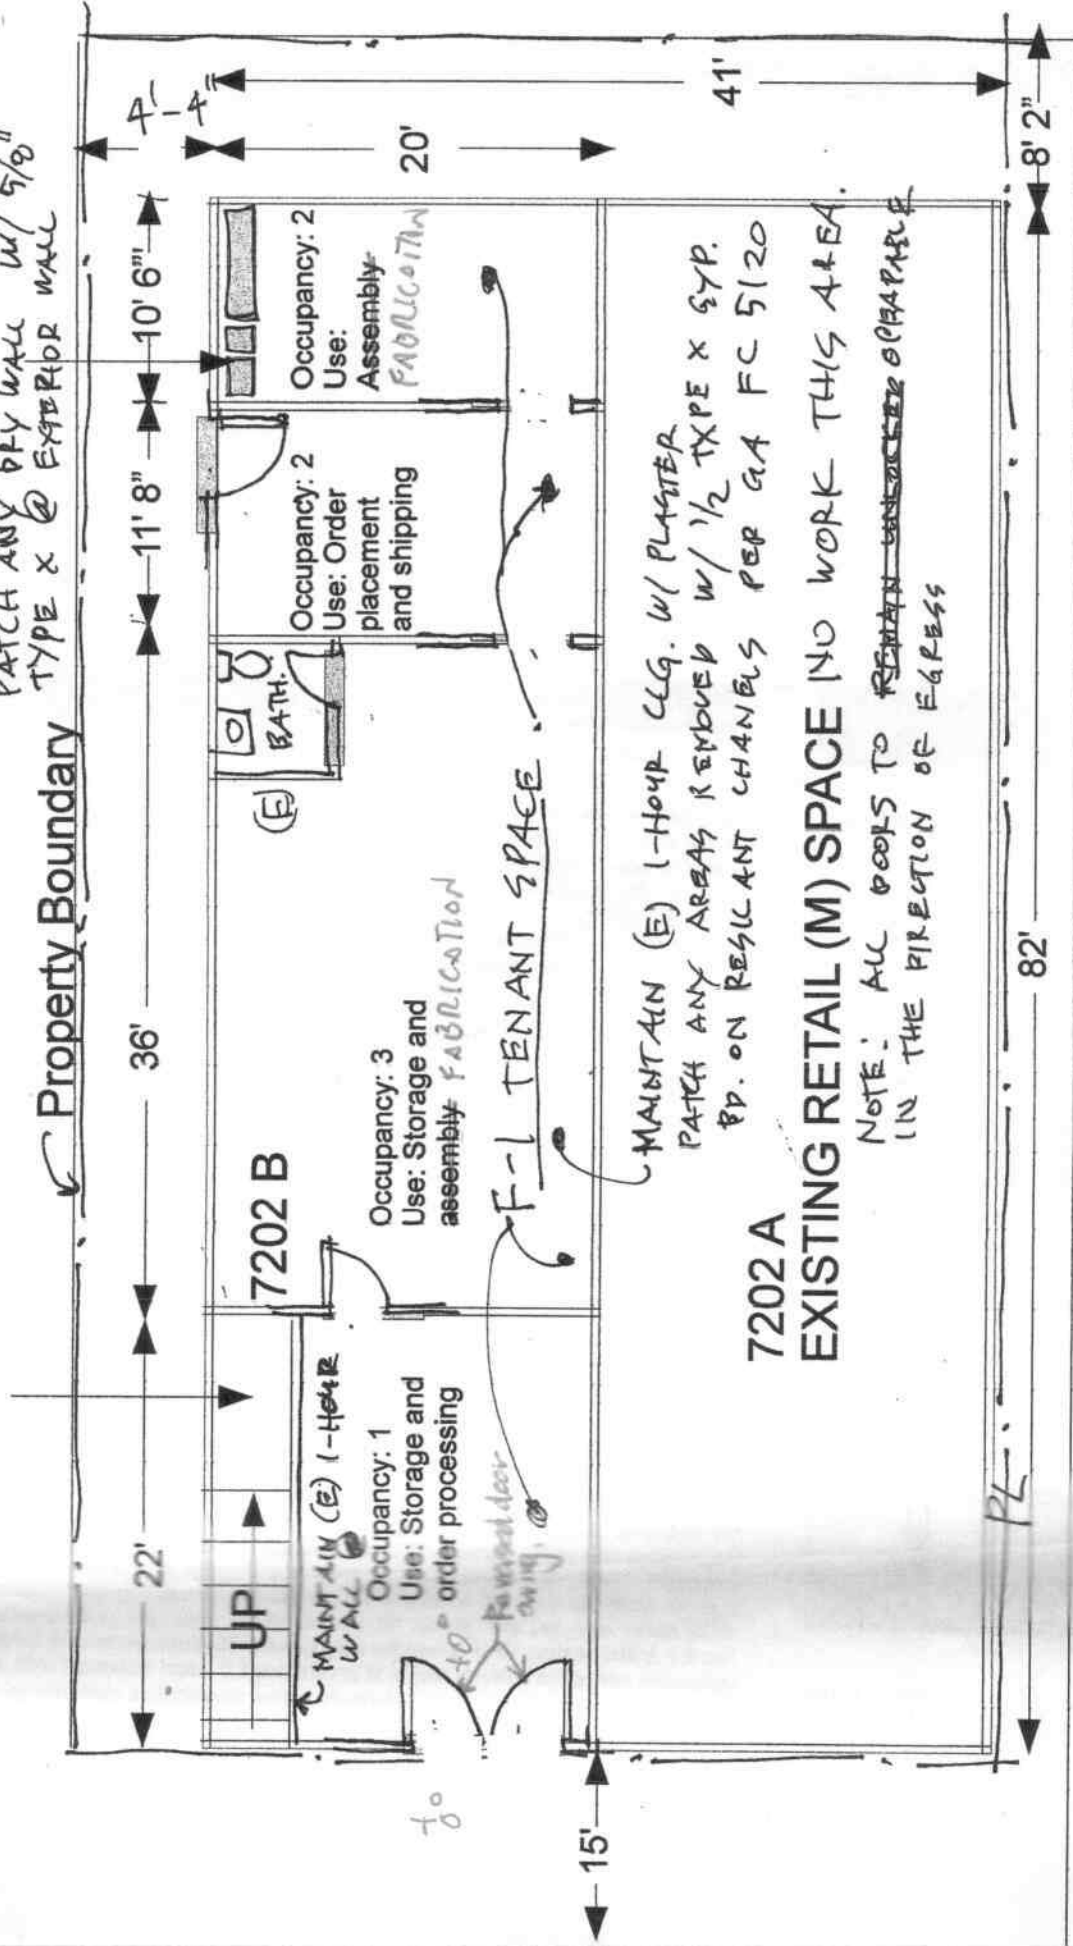 PATCH ANY DRY WALL W/ 5/8"
TYPE X @ EXTERIOR WALL
Property Boundary
22'
36'
11' 8"
10' 6"'
4'-4"
20'
41'
UP
MAINTAIN (E) 1-HOUR
WALL
Occupancy: 1
Use: Storage and
order processing
7202 B
Occupancy: 3
Use: Storage and
assembly FABRICATION
(E)
BATH.
Occupancy: 2
Use: Order
placement
and shipping
Occupancy: 2
Use:
Assembly
FABRICATION
F-1 TENANT SPACE
door
swing
15'
MAINTAIN (E) 1-HOUR CLG. W/ PLASTER
PATCH ANY AREAS REMOVED W/ 1/2 TYPE X GYP.
BD. ON RESILANT CHANELS PER GA FC 5120
7202 A
EXISTING RETAIL (M) SPACE NO WORK THIS AREA.
NOTE: ALL DOORS TO REMAIN UNLOCKED OPERABLE
IN THE DIRECTION OF EGRESS
PL
82'
8' 2"